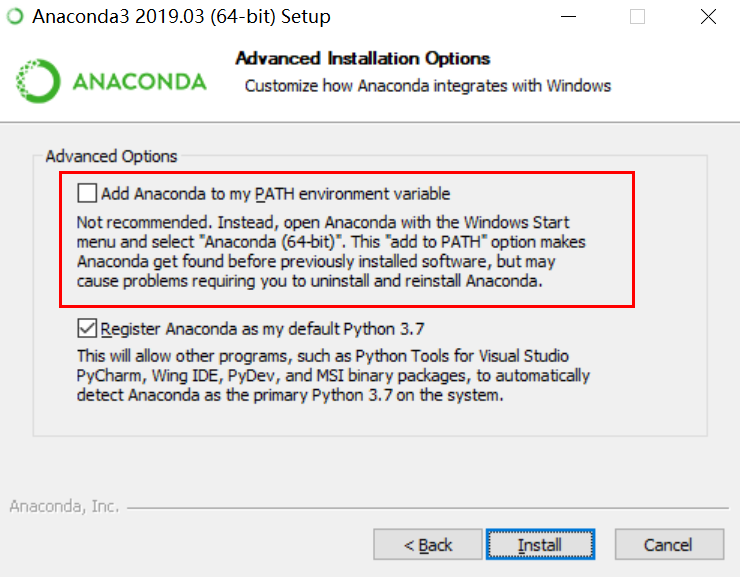 Anaconda3 2019.03 (64-bit) Setup
ANACONDA
Advanced Installation Options
Customize how Anaconda integrates with Windows
Advanced Options
Add Anaconda to my PATH environment variable
Not recommended. Instead, open Anaconda with the Windows Start
menu and select "Anaconda (64-bit)". This "add to PATH" option makes
Anaconda get found before previously installed software, but may
cause problems requiring you to uninstall and reinstall Anaconda.
Register Anaconda as my default Python 3.7
This will allow other programs, such as Python Tools for Visual Studio
PyCharm, Wing IDE, PyDev, and MSI binary packages, to automatically
detect Anaconda as the primary Python 3.7 on the system.
Anaconda, Inc.
< Back
Install
Cancel